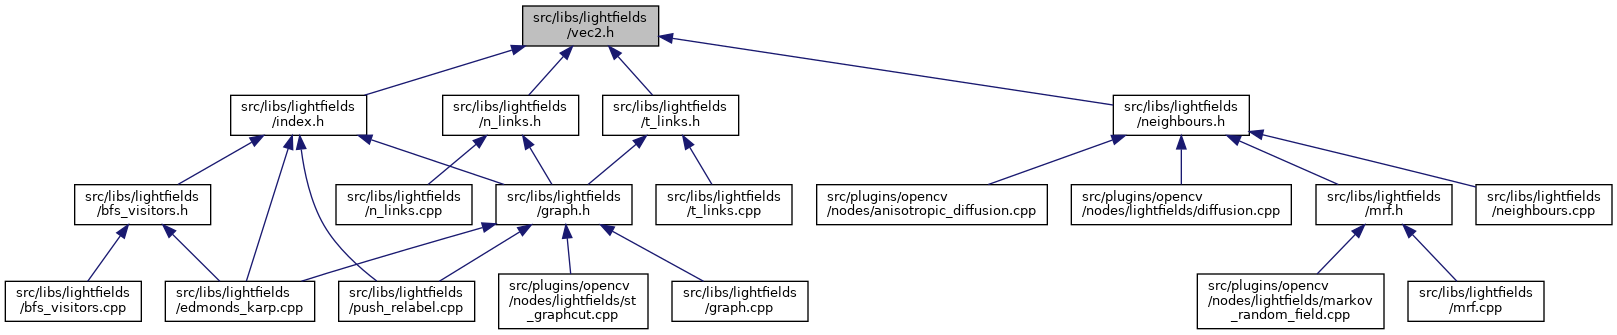 src/libs/lightfields
/vec2.h
src/libs/lightfields
/index.h
src/libs/lightfields
/n_links.h
src/libs/lightfields
/t_links.h
src/libs/lightfields
/neighbours.h
src/libs/lightfields
/bfs_visitors.h
src/libs/lightfields
/n_links.cpp
src/libs/lightfields
/graph.h
src/libs/lightfields
/t_links.cpp
src/plugins/opencv
/nodes/anisotropic_diffusion.cpp
src/plugins/opencv
/nodes/lightfields/diffusion.cpp
src/libs/lightfields
/mrf.h
src/libs/lightfields
/neighbours.cpp
src/libs/lightfields
/bfs_visitors.cpp
src/libs/lightfields
/edmonds_karp.cpp
src/libs/lightfields
/push_relabel.cpp
src/plugins/opencv
/nodes/lightfields/st
_graphcut.cpp
src/libs/lightfields
/graph.cpp
src/plugins/opencv
/nodes/lightfields/markov
_random_field.cpp
src/libs/lightfields
/mrf.cpp